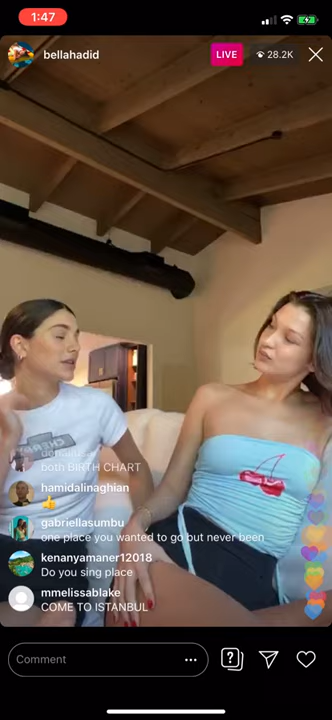 1:47
bellahadid
LIVE
28.2K
both BIRTH CHART
hamidalinaghian
👍
gabriellasumbu
one place you wanted to go but never been
kenanyamaner12018
Do you sing place
mmelissablake
COME TO ISTANBUL
Comment